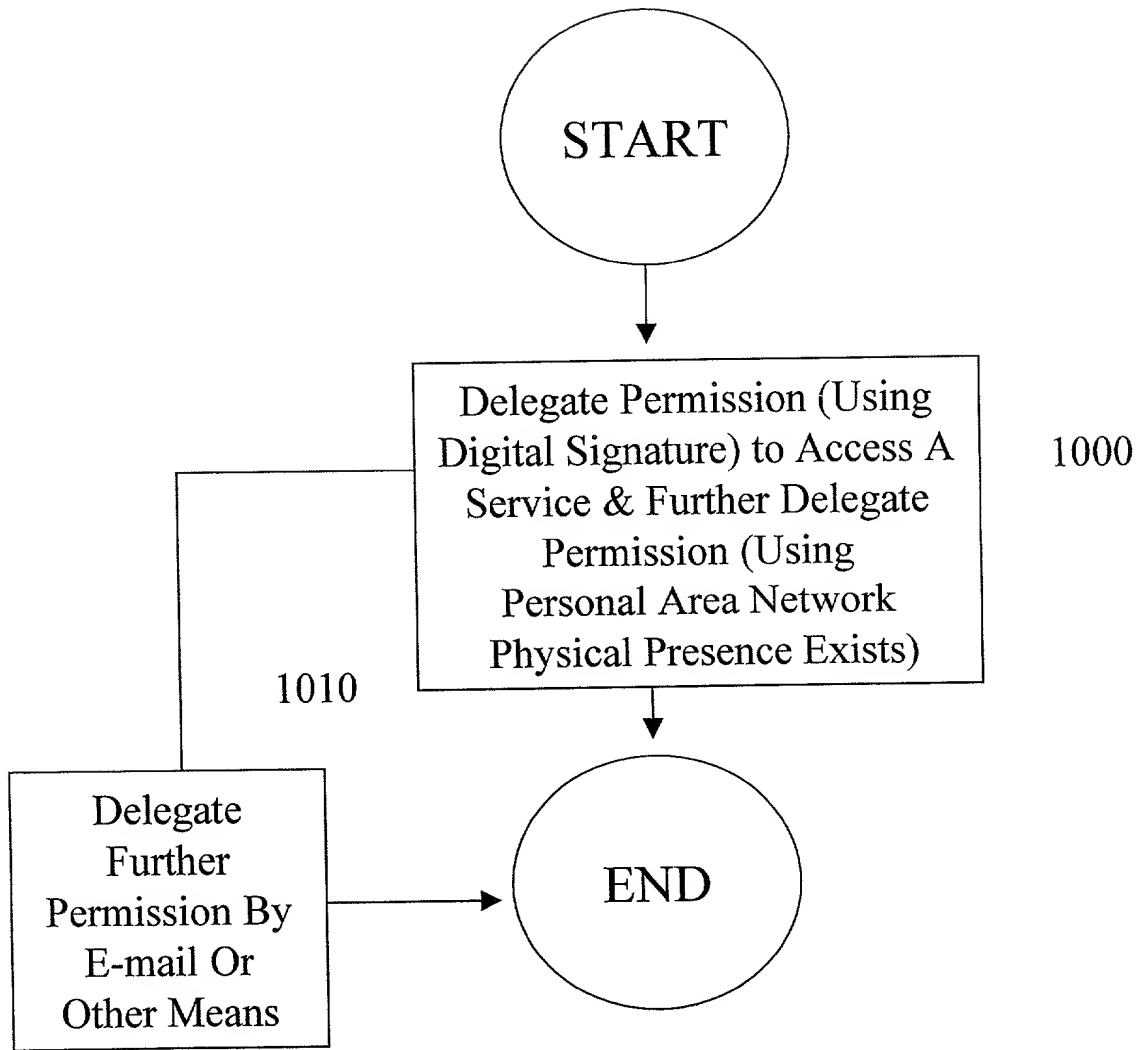 START
Delegate Permission (Using
Digital Signature) to Access A
Service & Further Delegate
Permission (Using
Personal Area Network
Physical Presence Exists)
1000
1010
Delegate
Further
Permission By
E-mail Or
Other Means
END